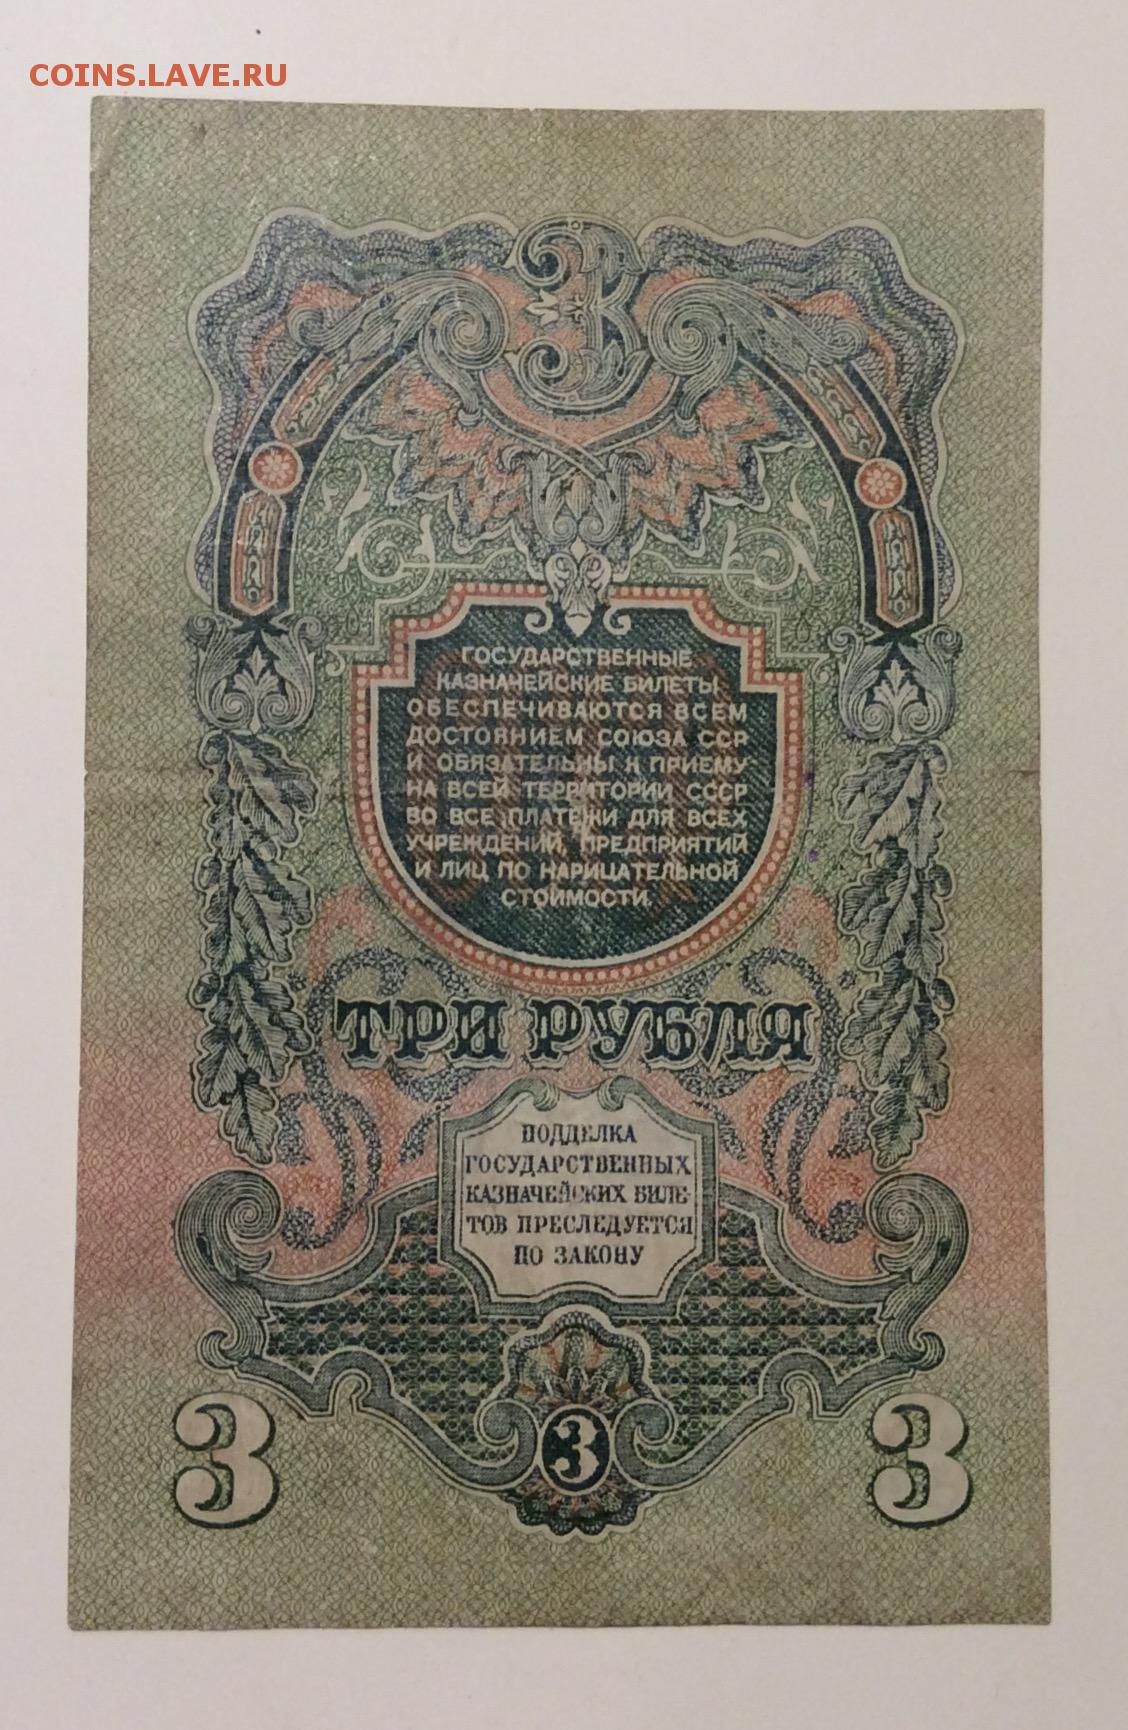 COINS.LAVE.RU
3
ГОСУДАРСТВЕННЫЕ
КАЗНАЧЕЙСКИЕ БИЛЕТЫ
ОБЕСПЕЧИВАЮТСЯ ВСЕМ
ДОСТОЯНИЕМ СОЮЗА ССР
И ОБЯЗАТЕЛЬНЫ К ПРИЕМУ
НА ВСЕЙ ТЕРРИТОРИИ СССР
ВО ВСЕ ПЛАТЕЖИ ДЛЯ ВСЕХ
УЧРЕЖДЕНИЙ, ПРЕДПРИЯТИЙ
И ЛИЦ ПО НАРИЦАТЕЛЬНОЙ
СТОИМОСТИ.
ТРИ РУБЛЯ
ПОДДЕЛКА
ГОСУДАРСТВЕННЫХ
КАЗНАЧЕЙСКИХ БИЛЕ-
ТОВ ПРЕСЛЕДУЕТСЯ
ПО ЗАКОНУ
3 3 3